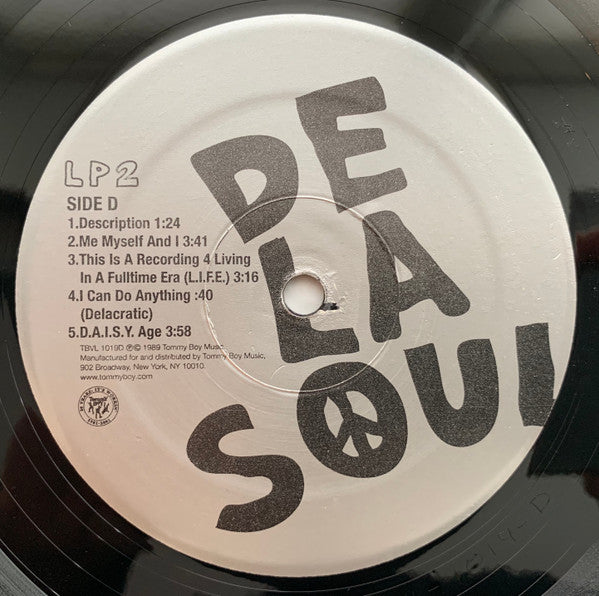 DE
LA
SOUL
LP2
SIDE D
1.Description 1:24
2.Me Myself And I 3:41
3.This Is A Recording 4 Living
In A Fulltime Era (L.I.F.E.) 3:16
4.I Can Do Anything :40
(Delacratic)
5.D.A.I.S.Y. Age 3:58
TBVL 1019D ℗© 1989 Tommy Boy Music.
Manufactured for and distributed by Tommy Boy Music,
902 Broadway, New York, NY 10010.
www.tommyboy.com